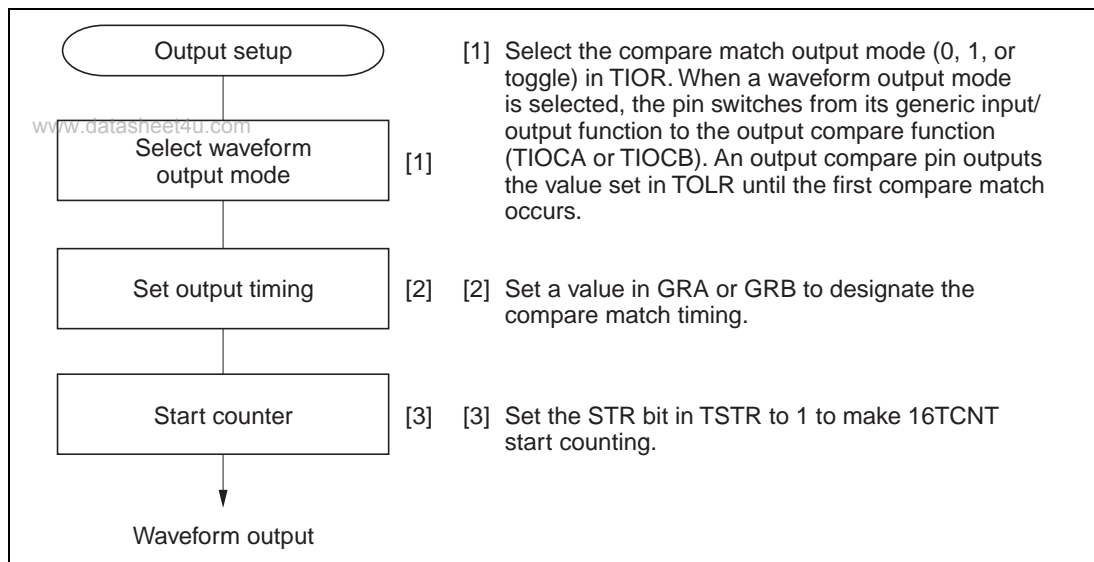 Output setup
www.datasheet4u.com
Select waveform
output mode
[1]
Set output timing
[2]
Start counter
[3]
Waveform output
[1] Select the compare match output mode (0, 1, or
toggle) in TIOR. When a waveform output mode
is selected, the pin switches from its generic input/
output function to the output compare function
(TIOCA or TIOCB). An output compare pin outputs
the value set in TOLR until the first compare match
occurs.
[2] Set a value in GRA or GRB to designate the
compare match timing.
[3] Set the STR bit in TSTR to 1 to make 16TCNT
start counting.